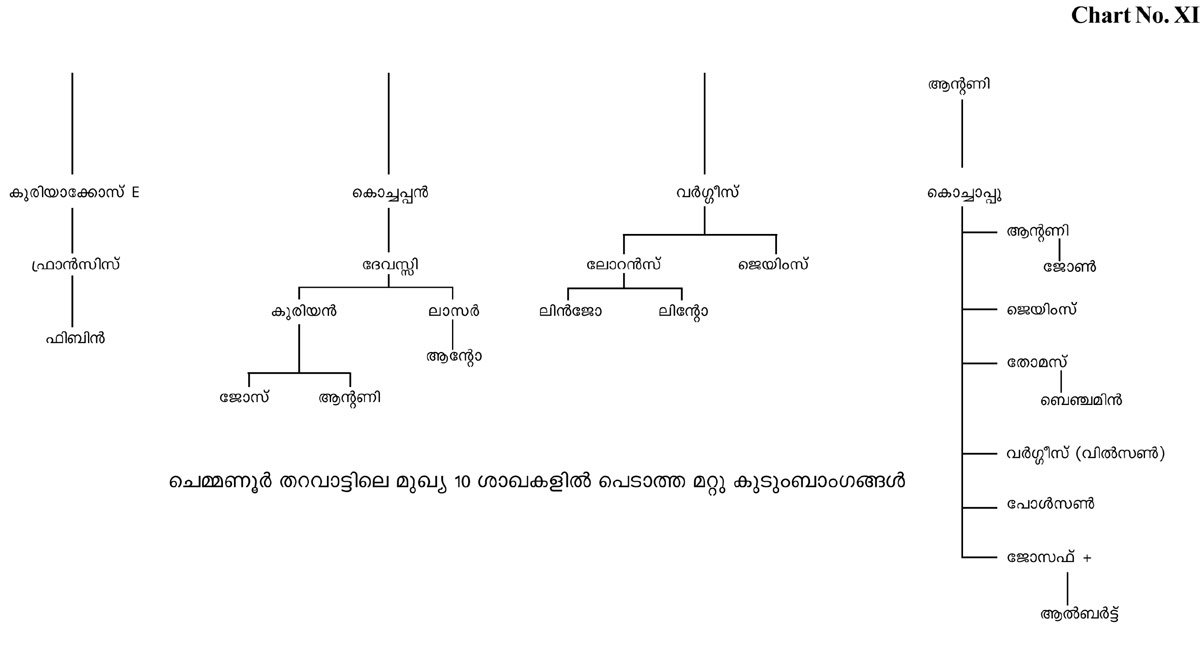 Chart No. XI
ആന്റണി
കുരിയാക്കോസ് E
കൊച്ചപ്പൻ
വർഗ്ഗീസ്
കൊച്ചാപ്പു
ഫ്രാൻസിസ്
ദേവസ്സി
ലോറൻസ്
ജെയിംസ്
ആന്റണി
ജോൺ
ഫിബിൻ
കുരിയൻ
ലാസർ
ലിൻജോ
ലിന്റോ
ജെയിംസ്
ആന്റോ
തോമസ്
ജോസ്
ആന്റണി
ബെഞ്ചമിൻ
വർഗ്ഗീസ് (വിൽസൺ)
ചെമ്മണൂർ തറവാട്ടിലെ മുഖ്യ 10 ശാഖകളിൽ പെടാത്ത മറ്റു കുടുംബാംഗങ്ങൾ
പോൾസൺ
ജോസഫ് +
ആൽബർട്ട്